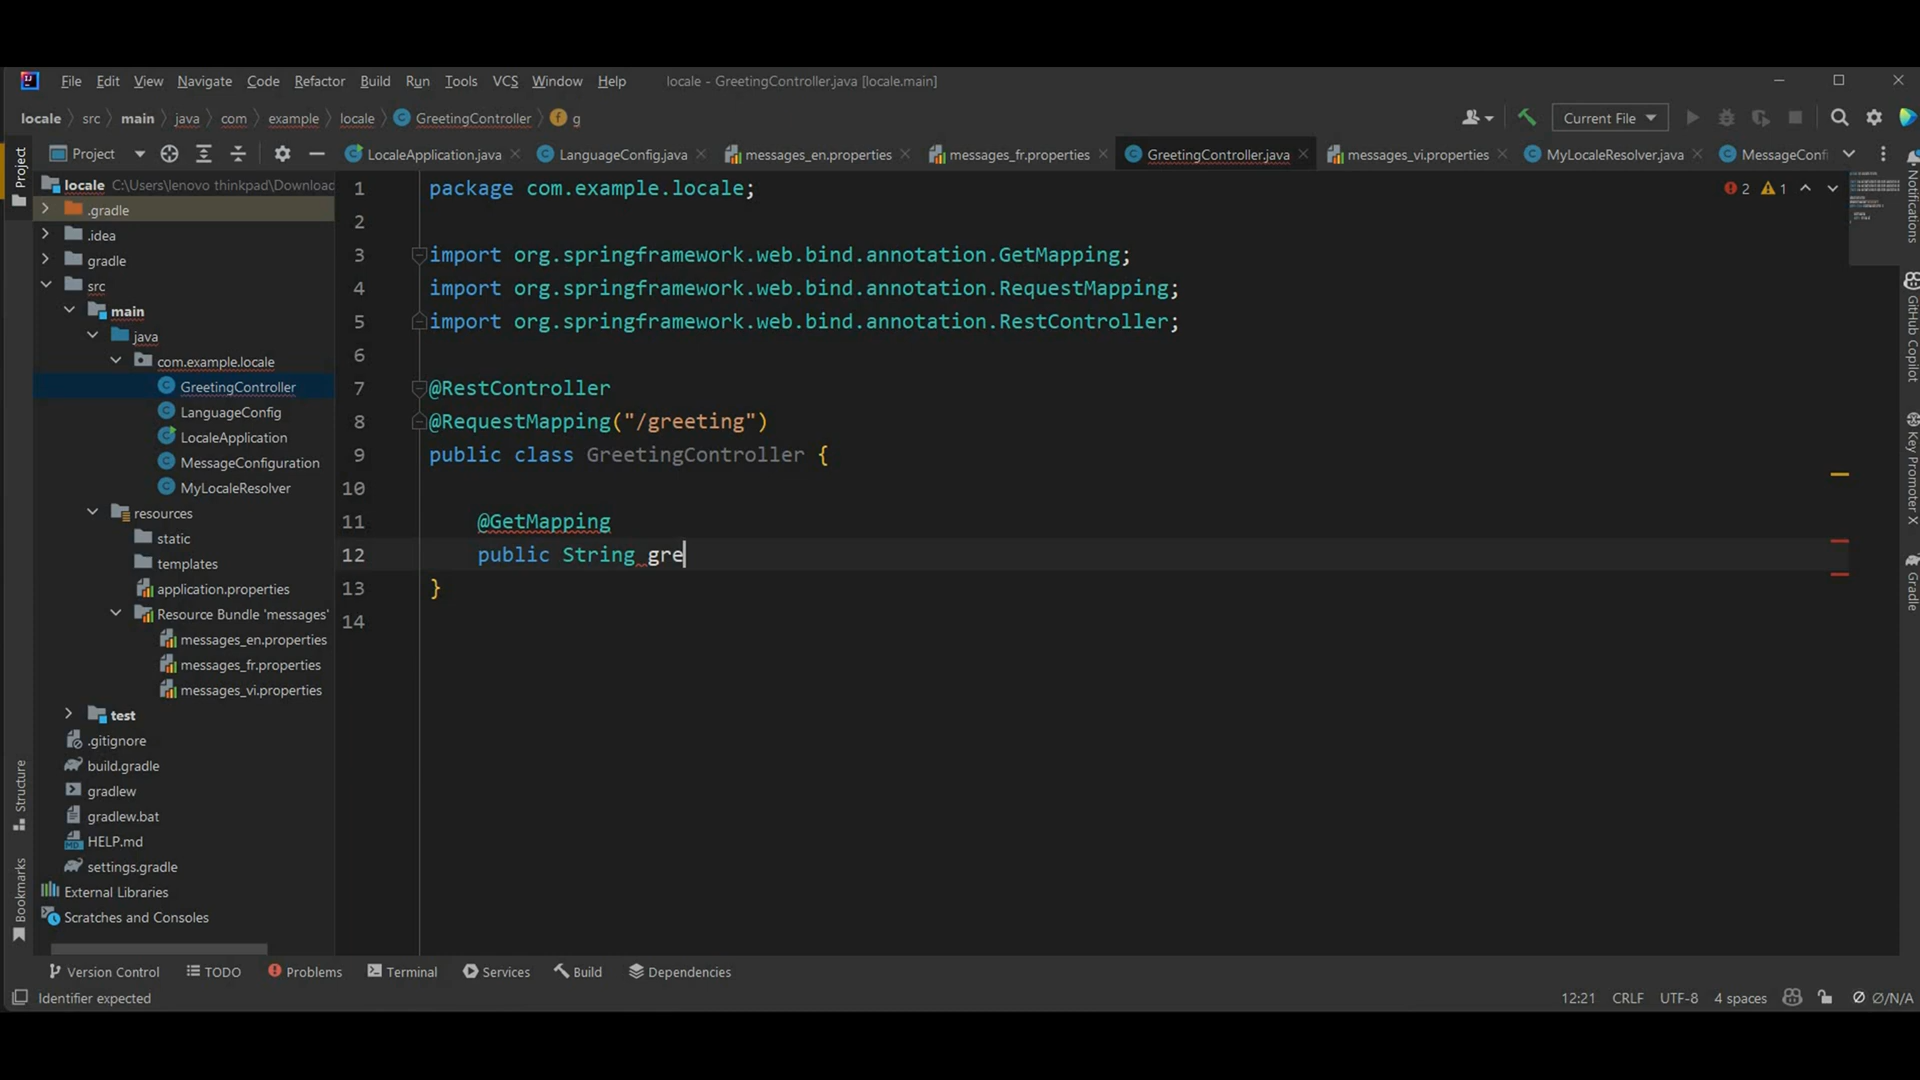 File Edit View Navigate Code Refactor Build Run Tools VCS Window Help locale - GreetingController.java [locale.main]
locale src main java com example locale GreetingController g Current File
Project LocaleApplication.java LanguageConfig.java messages_en.properties messages_fr.properties GreetingController.java messages_vi.properties MyLocaleResolver.java MessageConfi
Project
locale C:\Users\lenovo thinkpad\Download
.gradle
.idea
gradle
src
main
java
com.example.locale
GreetingController
LanguageConfig
LocaleApplication
MessageConfiguration
MyLocaleResolver
resources
static
templates
application.properties
Resource Bundle 'messages'
messages_en.properties
messages_fr.properties
messages_vi.properties
test
.gitignore
build.gradle
gradlew
gradlew.bat
HELP.md
settings.gradle
External Libraries
Scratches and Consoles
Structure
Bookmarks
1 package com.example.locale;
2
3 import org.springframework.web.bind.annotation.GetMapping;
4 import org.springframework.web.bind.annotation.RequestMapping;
5 import org.springframework.web.bind.annotation.RestController;
6
7 @RestController
8 @RequestMapping("/greeting")
9 public class GreetingController {
10
11 @GetMapping
12 public String gre
13 }
14
2 1
Notifications
GitHub Copilot
Key Promoter X
Gradle
Version Control TODO Problems Terminal Services Build Dependencies
Identifier expected 12:21 CRLF UTF-8 4 spaces Ø/N/A